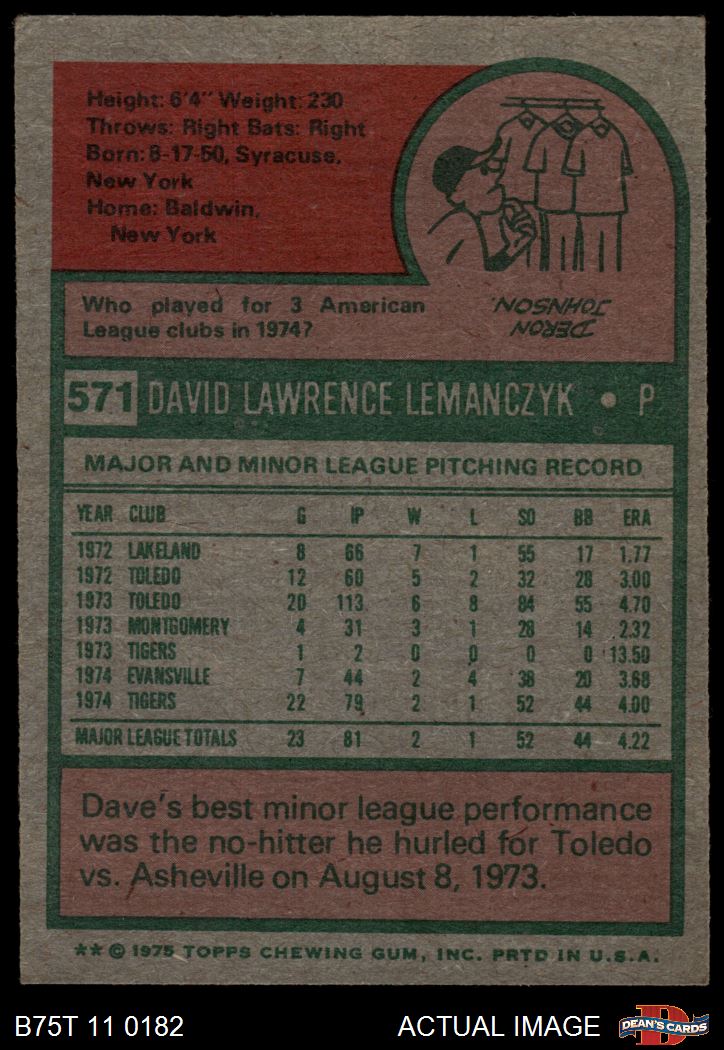 Height: 6'4" Weight: 230
Throws: Right Bats: Right
Born: 8-17-50, Syracuse,
New York
Home: Baldwin,
New York
Who played for 3 American
League clubs in 1974?
DERON
JOHNSON.
571 DAVID LAWRENCE LEMANCZYK • P
MAJOR AND MINOR LEAGUE PITCHING RECORD
YEAR CLUB G IP W L SO BB ERA
1972 LAKELAND 8 66 7 1 55 17 1.77
1972 TOLEDO 12 60 5 2 32 28 3.00
1973 TOLEDO 20 113 6 8 84 55 4.70
1973 MONTGOMERY 4 31 3 1 28 14 2.32
1973 TIGERS 1 2 0 0 0 0 13.50
1974 EVANSVILLE 7 44 2 4 38 20 3.68
1974 TIGERS 22 79 2 1 52 44 4.00
MAJOR LEAGUE TOTALS 23 81 2 1 52 44 4.22
Dave's best minor league performance
was the no-hitter he hurled for Toledo
vs. Asheville on August 8, 1973.
** © 1975 TOPPS CHEWING GUM, INC. PRTD IN U.S.A.
B75T 11 0182 ACTUAL IMAGE D DEAN'S CARDS